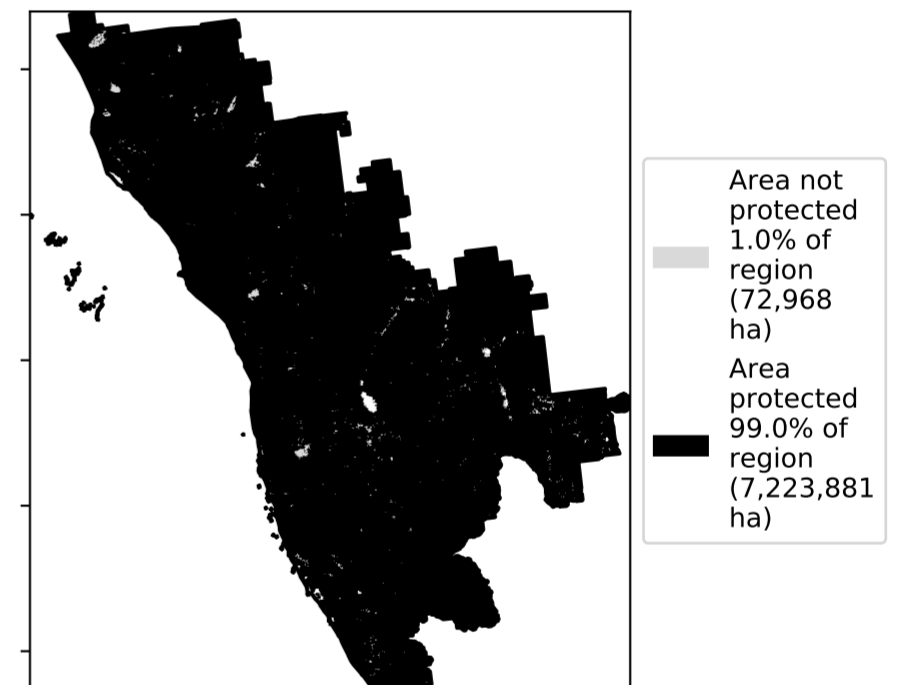 Area not
protected
1.0% of
region
(72,968
ha)
Area
protected
99.0% of
region
(7,223,881
ha)